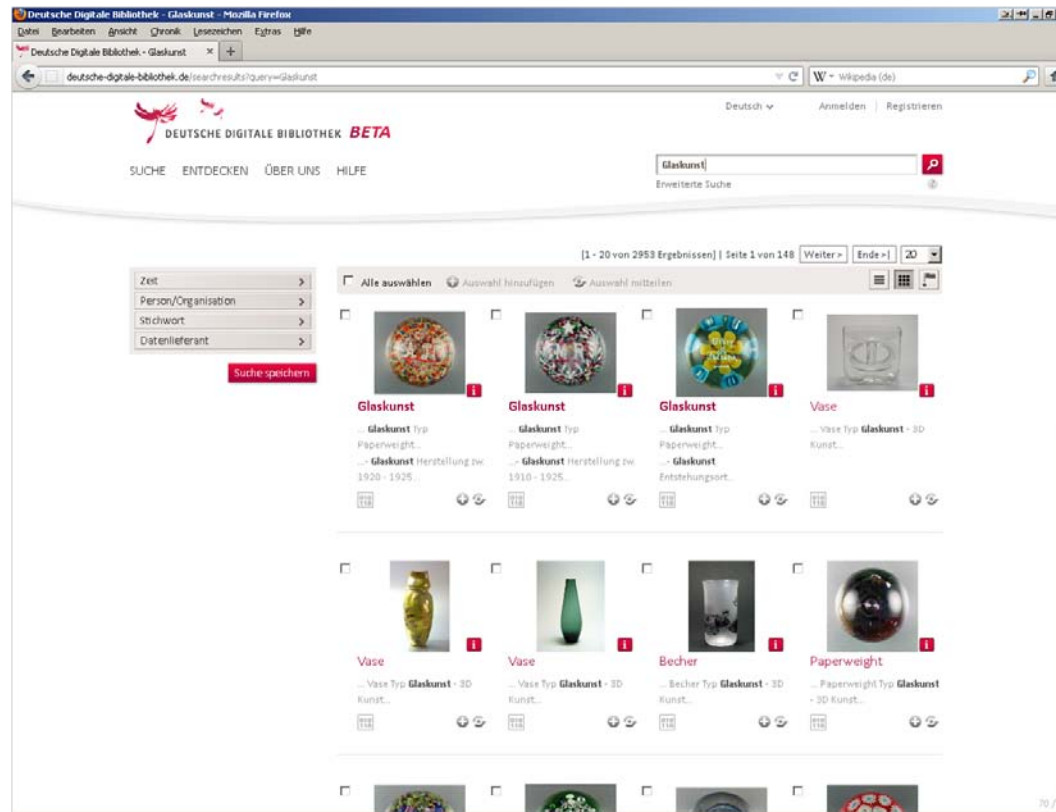 Deutsche Digitale Bibliothek - Glaskunst - Mozilla Firefox
Datei Bearbeiten Ansicht Chronik Lesezeichen Extras Hilfe
Deutsche Digitale Bibliothek - Glaskunst × +
deutsche-digitale-bibliothek.de/searchresults?query=Glaskunst
W Wikipedia (de)
Deutsch Anmelden | Registrieren
DEUTSCHE DIGITALE BIBLIOTHEK BETA
SUCHE ENTDECKEN ÜBER UNS HILFE
Glaskunst
Erweiterte Suche
[1 - 20 von 2953 Ergebnissen] | Seite 1 von 148 Weiter > Ende >| 20
Zeit >
Person/Organisation >
Stichwort >
Datenlieferant >
Suche speichern
Alle auswählen Auswahl hinzufügen Auswahl mitteilen
Glaskunst
... Glaskunst Typ
Paperweight...
...- Glaskunst Herstellung zw.
1920 - 1925...
Glaskunst
... Glaskunst Typ
Paperweight...
...- Glaskunst Herstellung zw.
1910 - 1925...
Glaskunst
... Glaskunst Typ
Paperweight...
...- Glaskunst
Entstehungsort...
Vase
... Vase Typ Glaskunst - 3D
Kunst...
Vase
... Vase Typ Glaskunst - 3D
Kunst...
Vase
... Vase Typ Glaskunst - 3D
Kunst...
Becher
... Becher Typ Glaskunst - 3D
Kunst...
Paperweight
... Paperweight Typ Glaskunst
- 3D Kunst...